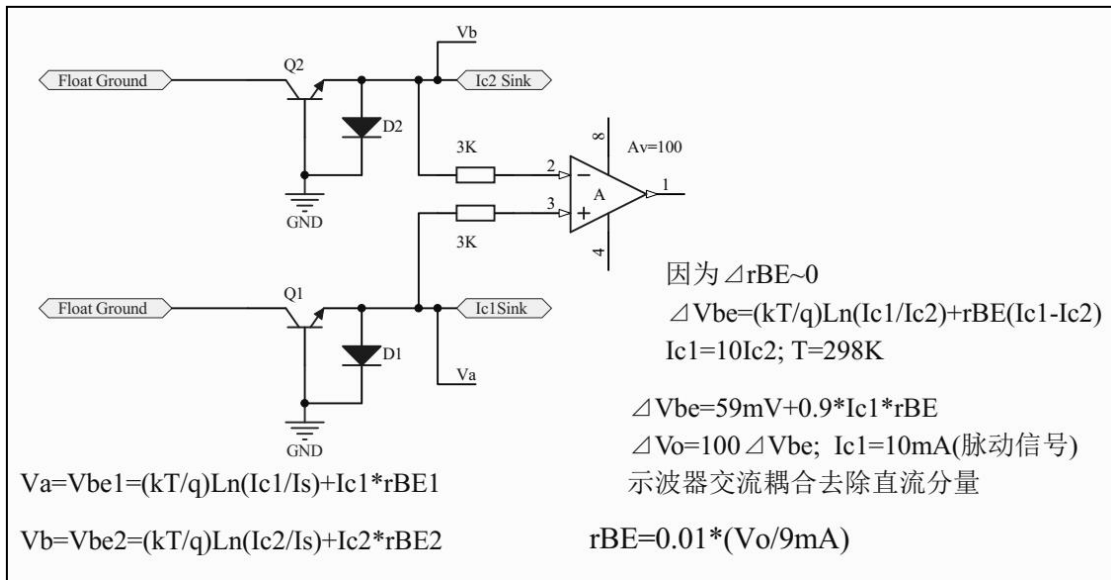 Vb
Q2
Float Ground
Ic2 Sink
D2
3K
8
Av=100
2
1
A
3
GND
3K
4
Q1
Float Ground
Ic1Sink
D1
Va
GND
因为⊿rBE~0
⊿Vbe=(kT/q)Ln(Ic1/Ic2)+rBE(Ic1-Ic2)
Ic1=10Ic2; T=298K
⊿Vbe=59mV+0.9*Ic1*rBE
⊿Vo=100⊿Vbe; Ic1=10mA(脉动信号)
示波器交流耦合去除直流分量
Va=Vbe1=(kT/q)Ln(Ic1/Is)+Ic1*rBE1
Vb=Vbe2=(kT/q)Ln(Ic2/Is)+Ic2*rBE2
rBE=0.01*(Vo/9mA)